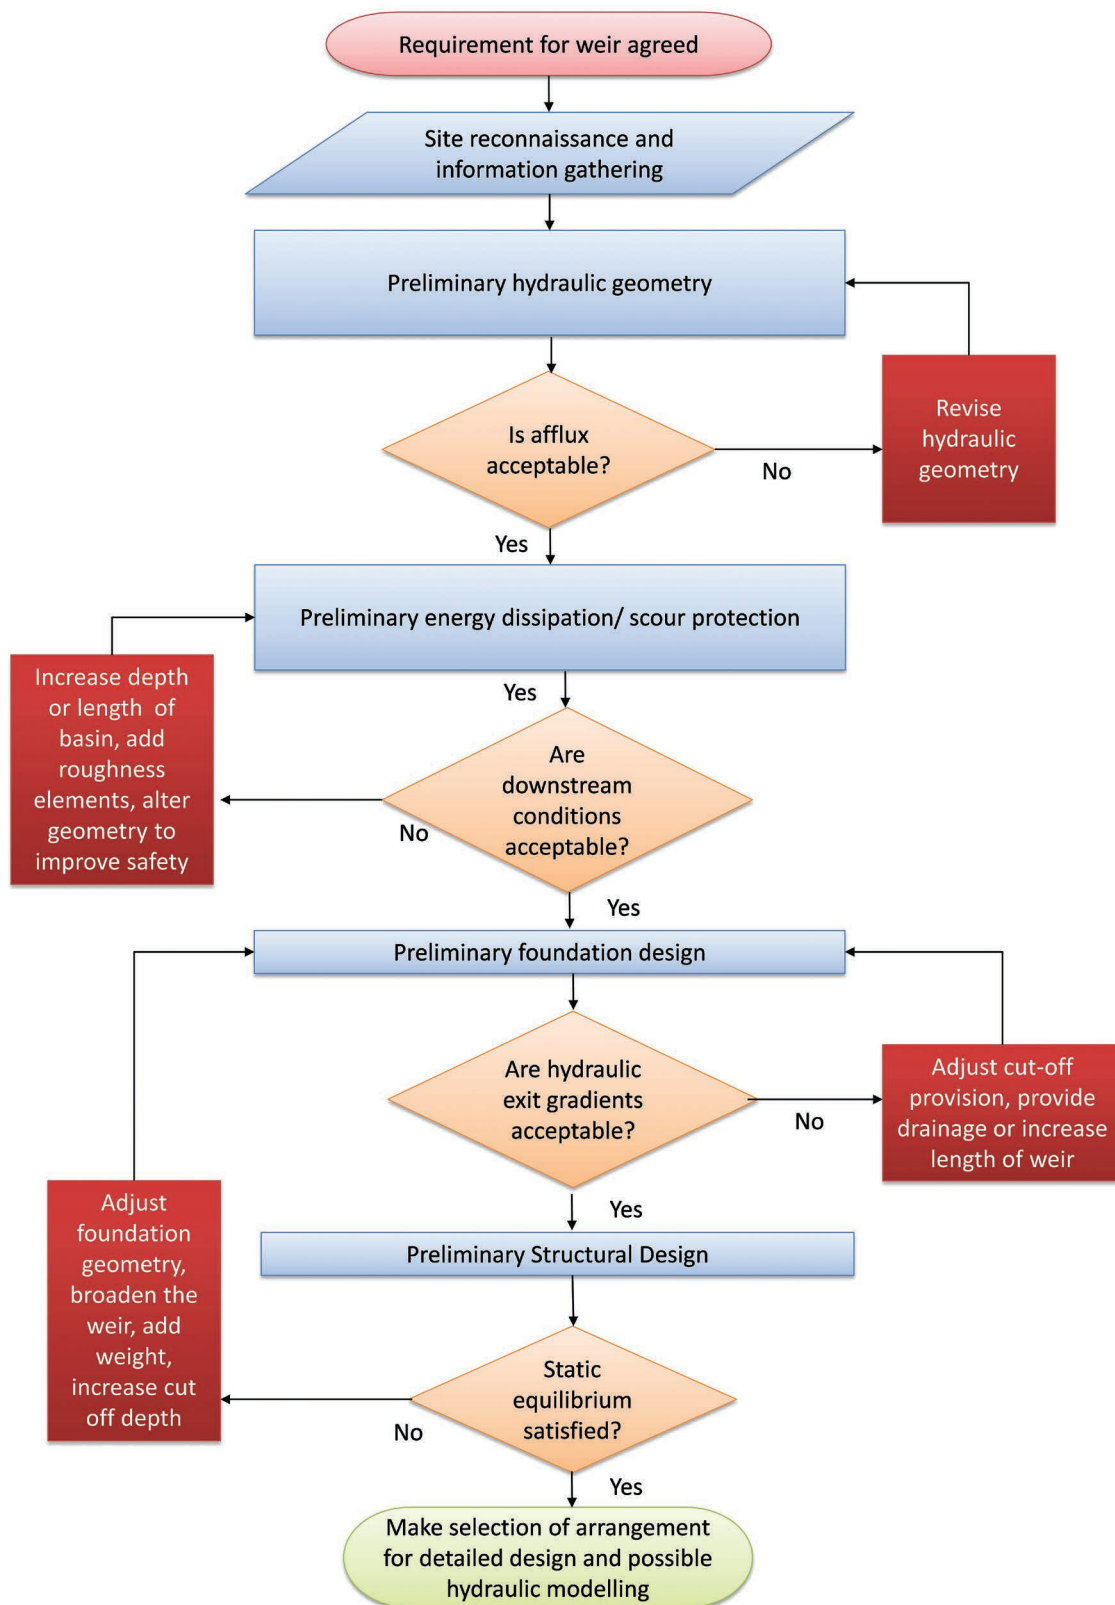 Requirement for weir agreed
Site reconnaissance and
information gathering
Preliminary hydraulic geometry
Is afflux
acceptable?
No
Revise
hydraulic
geometry
Yes
Preliminary energy dissipation/ scour protection
Increase depth
or length of
basin, add
roughness
elements, alter
geometry to
improve safety
Yes
Are
downstream
conditions
acceptable?
No
Yes
Preliminary foundation design
Are hydraulic
exit gradients
acceptable?
No
Adjust cut-off
provision, provide
drainage or increase
length of weir
Yes
Preliminary Structural Design
Adjust
foundation
geometry,
broaden the
weir, add
weight,
increase cut
off depth
Static
equilibrium
satisfied?
No
Yes
Make selection of arrangement
for detailed design and possible
hydraulic modelling